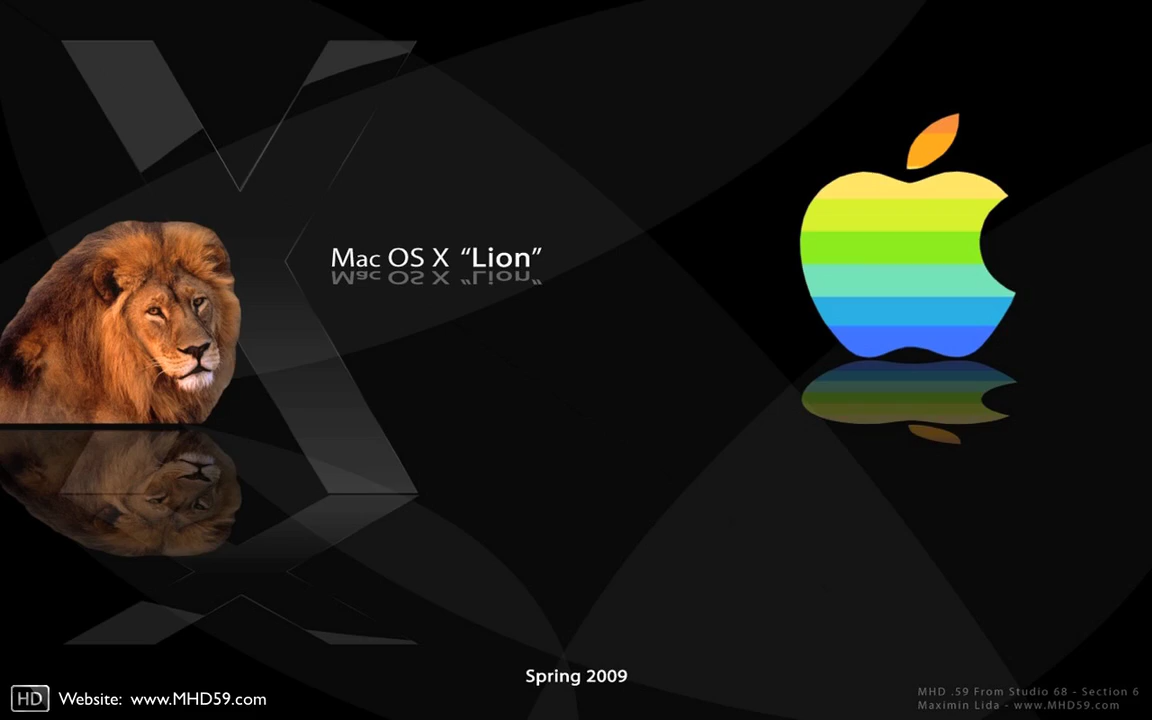 Mac OS X “Lion”
Spring 2009
HD Website: www.MHD59.com
MHD .59 From Studio 68 - Section 6
Maximin Lida - www.MHD59.com